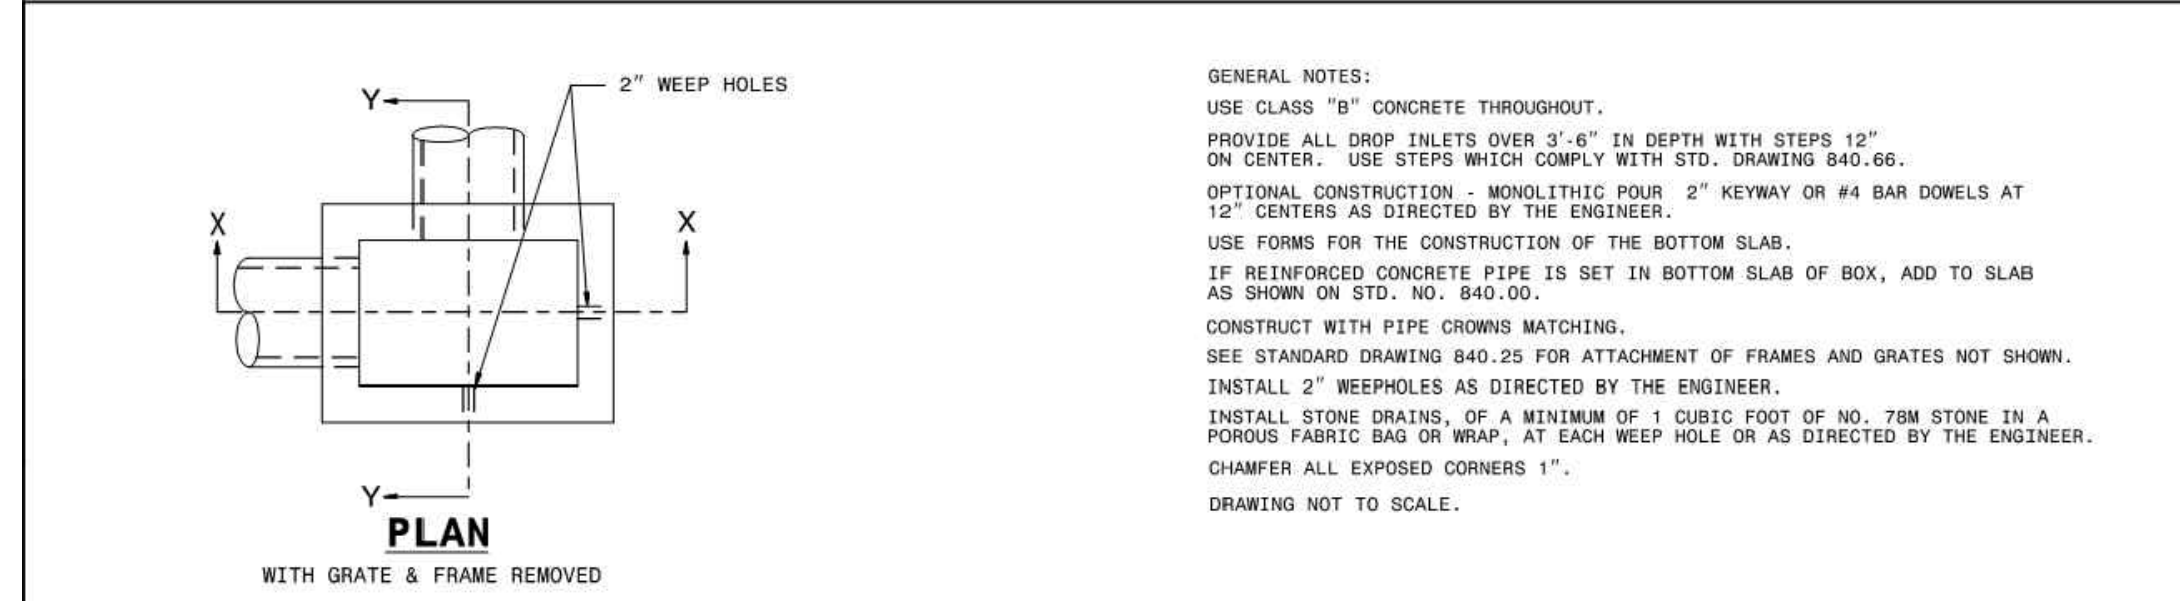 Y
2" WEEP HOLES
X
X
Y
PLAN
WITH GRATE & FRAME REMOVED
GENERAL NOTES:
USE CLASS "B" CONCRETE THROUGHOUT.
PROVIDE ALL DROP INLETS OVER 3'-6" IN DEPTH WITH STEPS 12"
ON CENTER. USE STEPS WHICH COMPLY WITH STD. DRAWING 840.66.
OPTIONAL CONSTRUCTION - MONOLITHIC POUR 2" KEYWAY OR #4 BAR DOWELS AT
12" CENTERS AS DIRECTED BY THE ENGINEER.
USE FORMS FOR THE CONSTRUCTION OF THE BOTTOM SLAB.
IF REINFORCED CONCRETE PIPE IS SET IN BOTTOM SLAB OF BOX, ADD TO SLAB
AS SHOWN ON STD. NO. 840.00.
CONSTRUCT WITH PIPE CROWNS MATCHING.
SEE STANDARD DRAWING 840.25 FOR ATTACHMENT OF FRAMES AND GRATES NOT SHOWN.
INSTALL 2" WEEPHOLES AS DIRECTED BY THE ENGINEER.
INSTALL STONE DRAINS, OF A MINIMUM OF 1 CUBIC FOOT OF NO. 78M STONE IN A
POROUS FABRIC BAG OR WRAP, AT EACH WEEP HOLE OR AS DIRECTED BY THE ENGINEER.
CHAMFER ALL EXPOSED CORNERS 1".
DRAWING NOT TO SCALE.